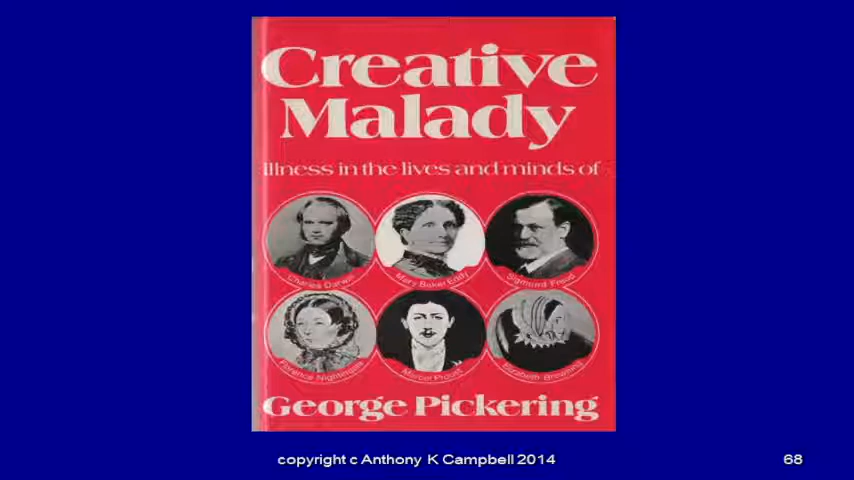 Creative
Malady
illness in the lives and minds of
Charles Darwin
Mary Baker Eddy
Sigmund Freud
Florence Nightingale
Marcel Proust
Elizabeth Browning
George Pickering
copyright c Anthony K Campbell 2014
68